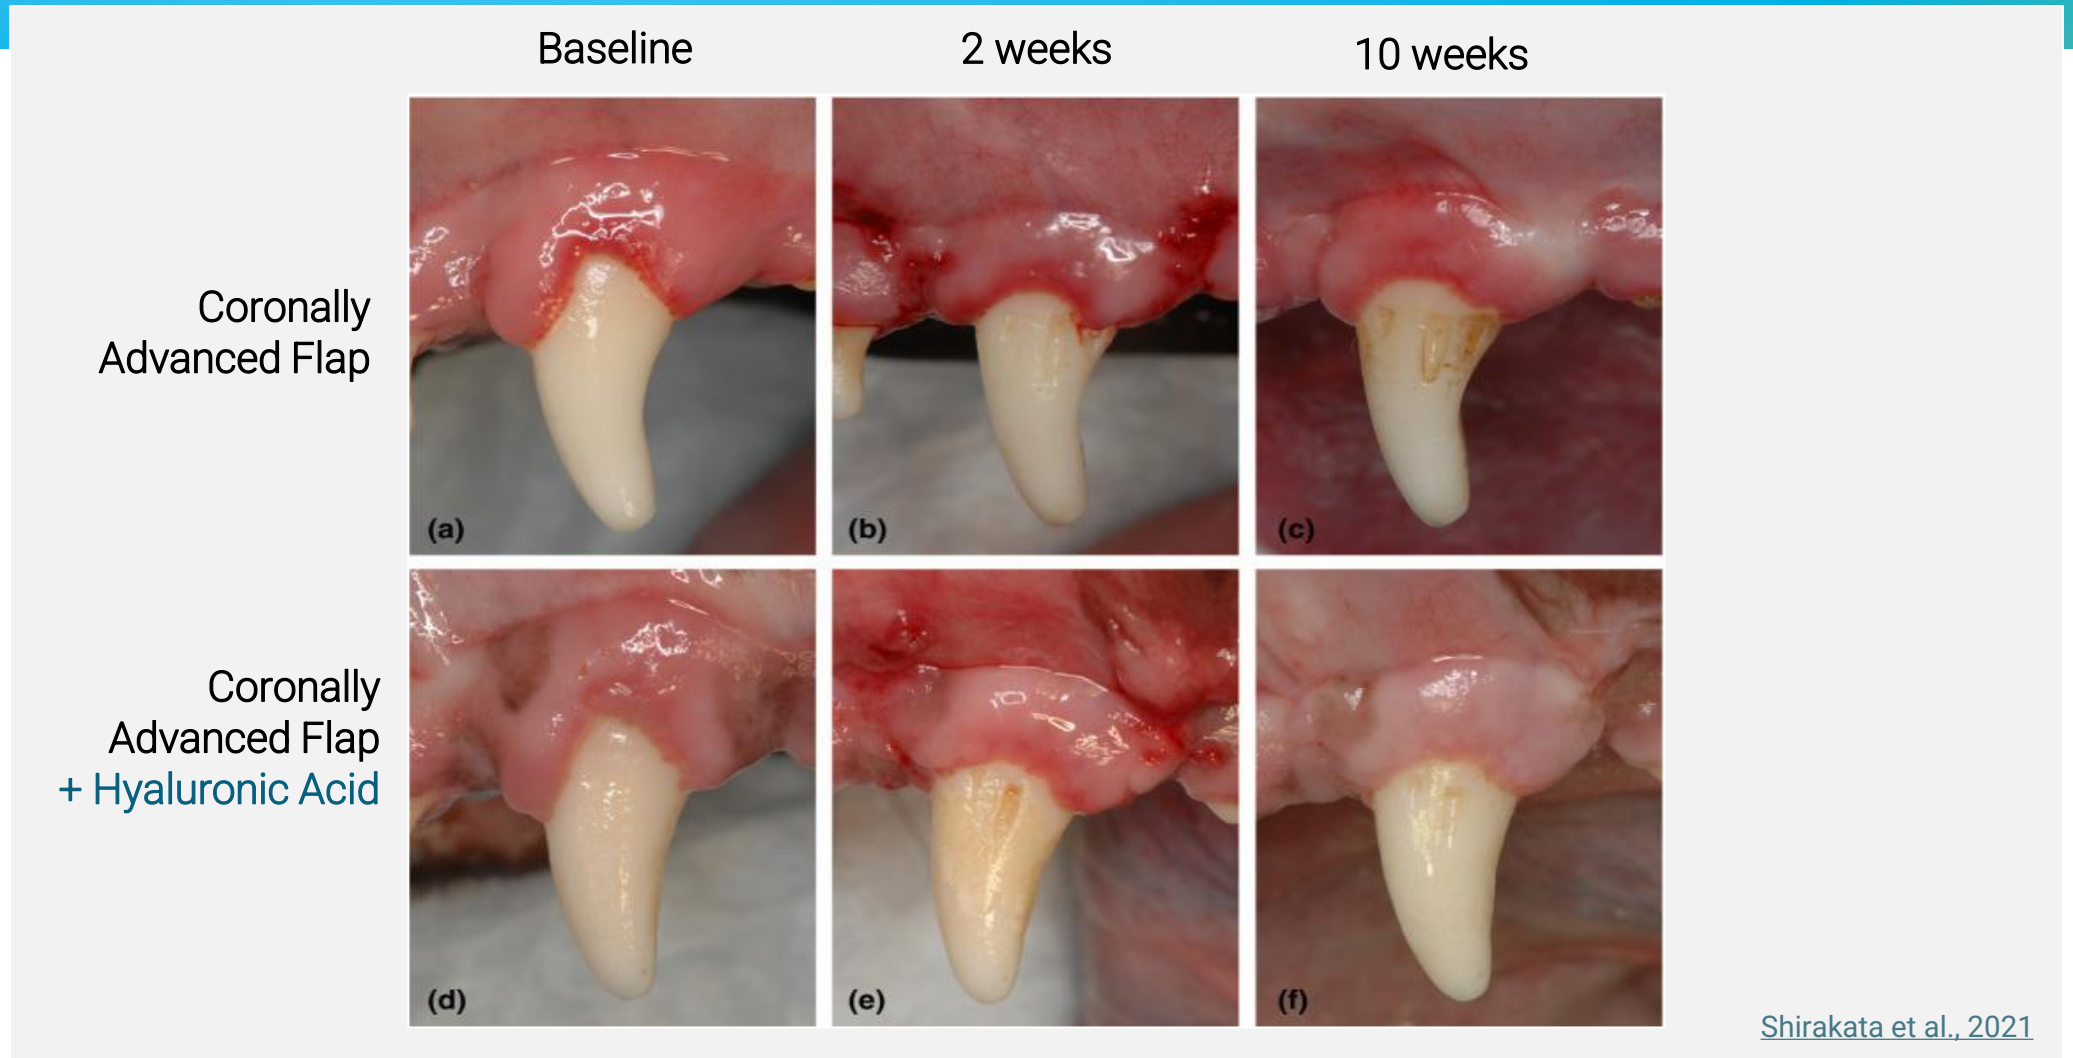 Baseline
2 weeks
10 weeks
Coronally
Advanced Flap
(a)
(b)
(c)
Coronally
Advanced Flap
+ Hyaluronic Acid
(d)
(e)
(f)
Shirakata et al., 2021